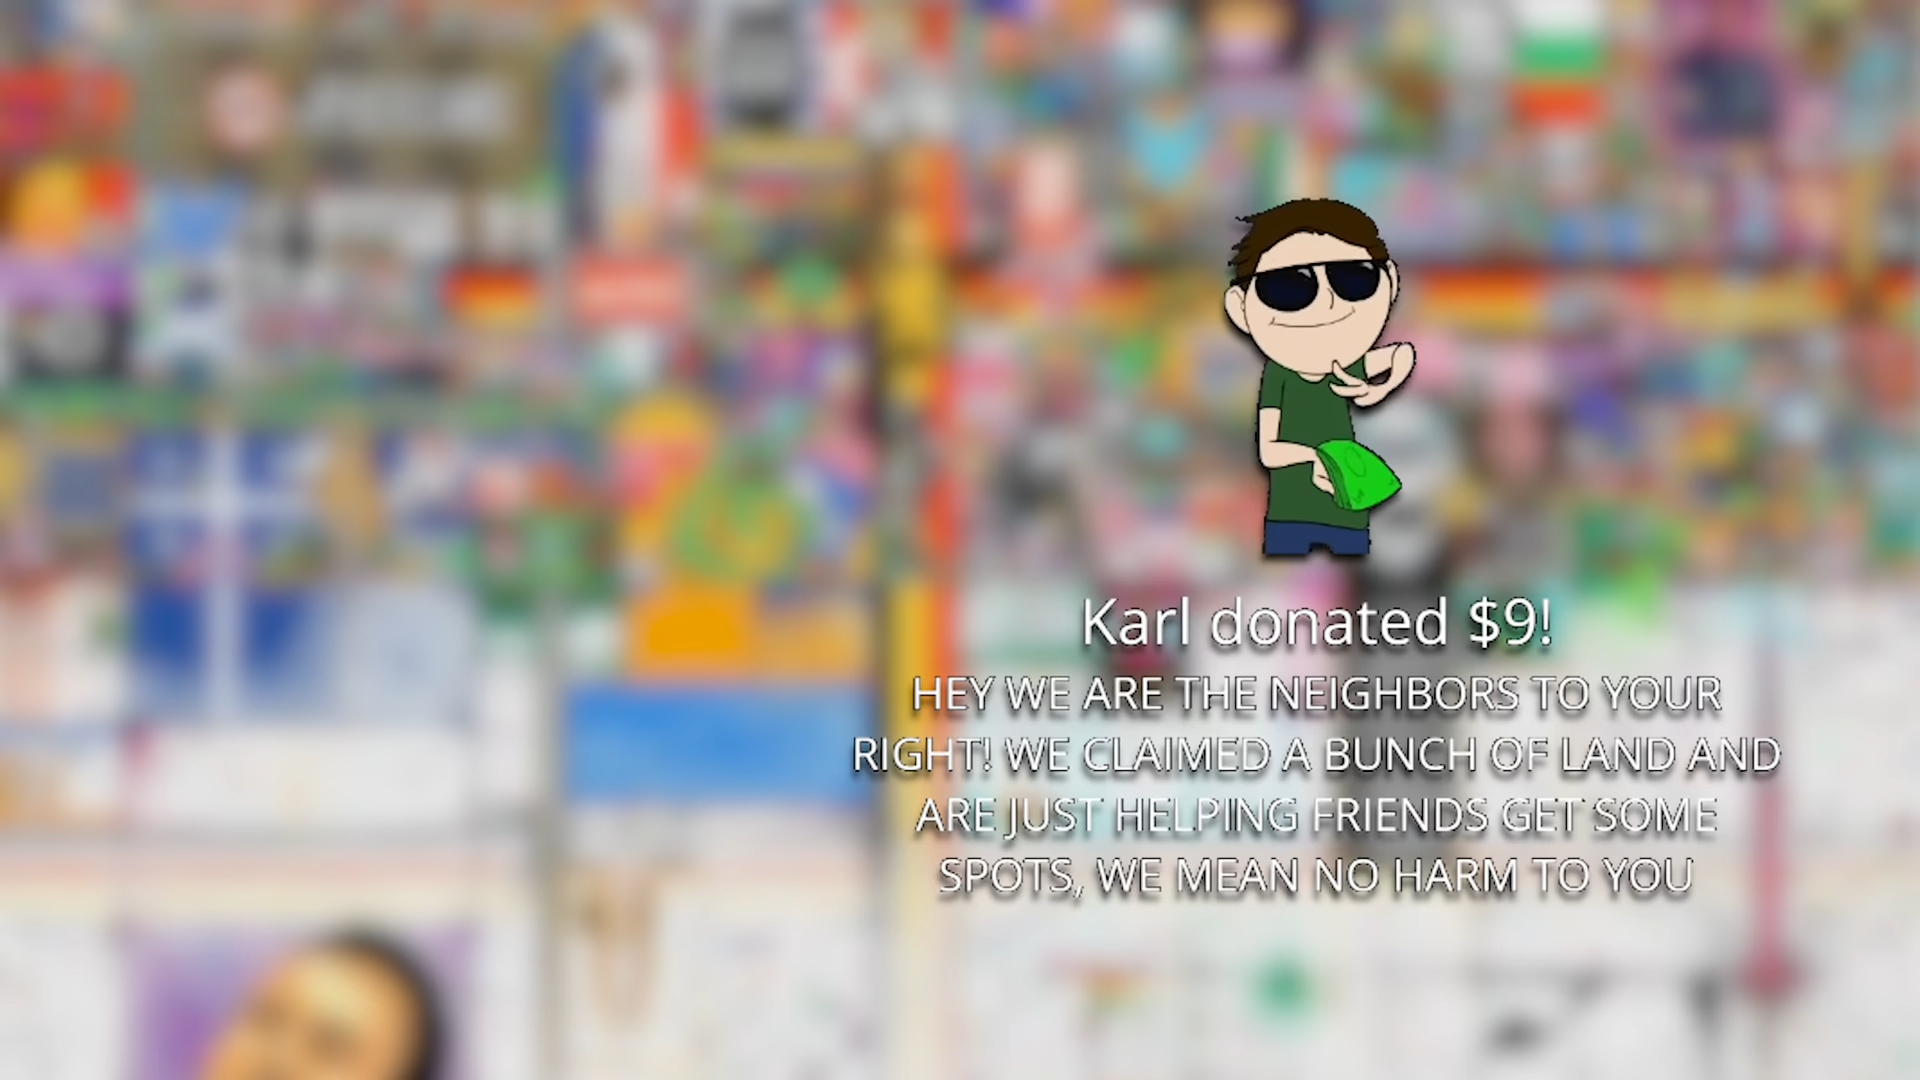 Karl donated $9!
HEY WE ARE THE NEIGHBORS TO YOUR
RIGHT! WE CLAIMED A BUNCH OF LAND AND
ARE JUST HELPING FRIENDS GET SOME
SPOTS, WE MEAN NO HARM TO YOU